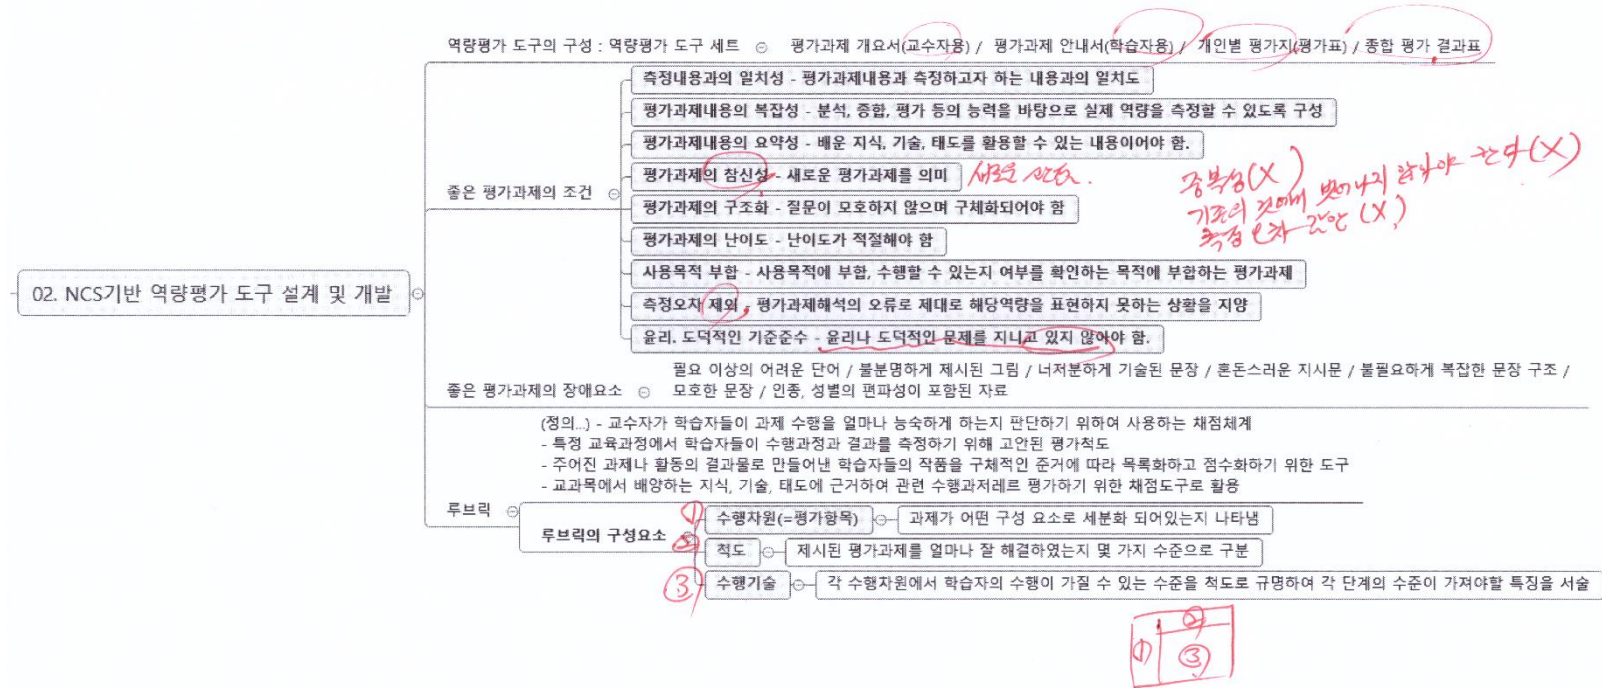 역량평가 도구의 구성 : 역량평가 도구 세트 평가과제 개요서(교수자용) / 평가과제 안내서(학습자용) / 개인별 평가지(평가표) / 종합 평가 결과표
측정내용과의 일치성 - 평가과제내용과 측정하고자 하는 내용과의 일치도
평가과제내용의 복잡성 - 분석, 종합, 평가 등의 능력을 바탕으로 실제 역량을 측정할 수 있도록 구성
평가과제내용의 요약성 - 배운 지식, 기술, 태도를 활용할 수 있는 내용이어야 함.
평가과제의 참신성 - 새로운 평가과제를 의미
중복성(X)
기존의 것에서 벗어나지 않아야 한다(X)
측정오차 (X)
좋은 평가과제의 조건
평가과제의 구조화 - 질문이 모호하지 않으며 구체화되어야 함
평가과제의 난이도 - 난이도가 적절해야 함
사용목적 부합 - 사용목적에 부합, 수행할 수 있는지 여부를 확인하는 목적에 부합하는 평가과제
02. NCS기반 역량평가 도구 설계 및 개발
측정오차 제외 - 평가과제해석의 오류로 제대로 해당역량을 표현하지 못하는 상황을 지양
윤리. 도덕적인 기준준수 - 윤리나 도덕적인 문제를 지니고 있지 않아야 함.
좋은 평가과제의 장애요소
필요 이상의 어려운 단어 / 불분명하게 제시된 그림 / 너저분하게 기술된 문장 / 혼돈스러운 지시문 / 불필요하게 복잡한 문장 구조 /
모호한 문장 / 인종, 성별의 편파성이 포함된 자료
(정의...) - 교수자가 학습자들이 과제 수행을 얼마나 능숙하게 하는지 판단하기 위하여 사용하는 채점체계
- 특정 교육과정에서 학습자들이 수행과정과 결과를 측정하기 위해 고안된 평가척도
- 주어진 과제나 활동의 결과물로 만들어낸 학습자들의 작품을 구체적인 준거에 따라 목록화하고 점수화하기 위한 도구
- 교과목에서 배양하는 지식, 기술, 태도에 근거하여 관련 수행과저레르 평가하기 위한 채점도구로 활용
루브릭
루브릭의 구성요소
① 수행차원(=평가항목) 과제가 어떤 구성 요소로 세분화 되어있는지 나타냄
② 척도 제시된 평가과제를 얼마나 잘 해결하였는지 몇 가지 수준으로 구분
③ 수행기술 각 수행차원에서 학습자의 수행이 가질 수 있는 수준을 척도로 규명하여 각 단계의 수준이 가져야할 특징을 서술
②
① ③